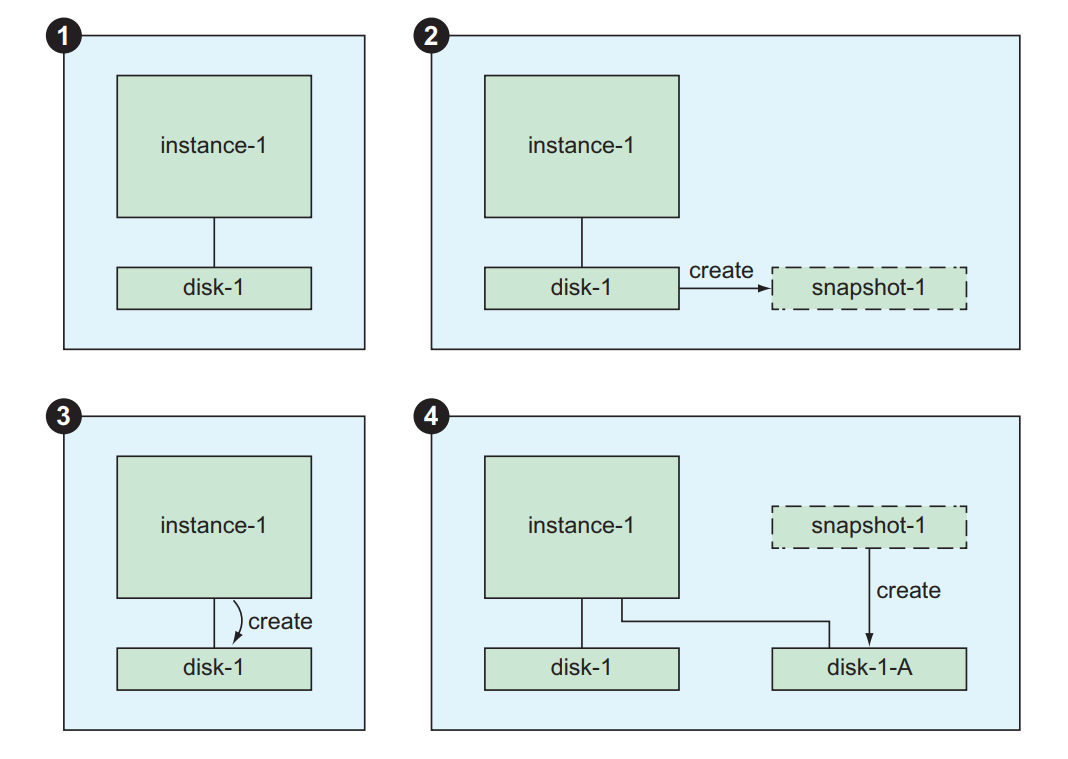 1
instance-1
disk-1
2
instance-1
disk-1
create
snapshot-1
3
instance-1
create
disk-1
4
instance-1
snapshot-1
create
disk-1
disk-1-A